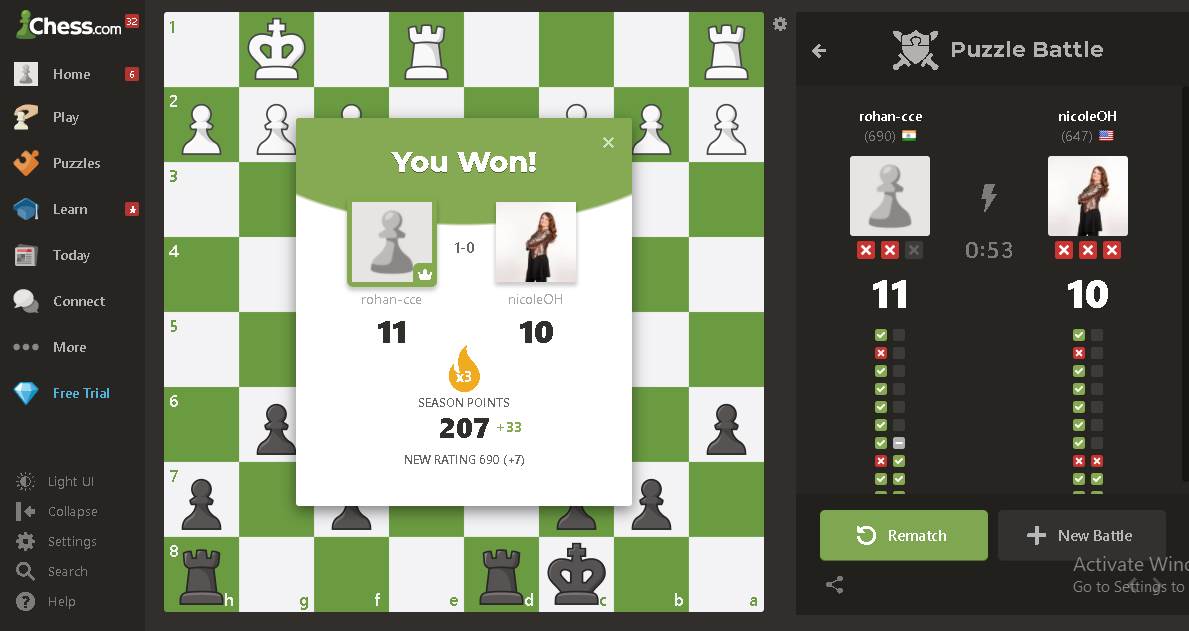 Chess.com 32
Home 6
Play
Puzzles
Learn
Today
Connect
More
Free Trial
Light UI
Collapse
Settings
Search
Help
1
2
3
4
5
6
7
8
h g f e d c b a
You Won!
×
1-0
rohan-cce nicoleOH
11 10
x3
SEASON POINTS
207 +33
NEW RATING 690 (+7)
Puzzle Battle
rohan-cce nicoleOH
(690) (647)
0:53
11 10
Rematch New Battle
Activate Wind
Go to Settings to